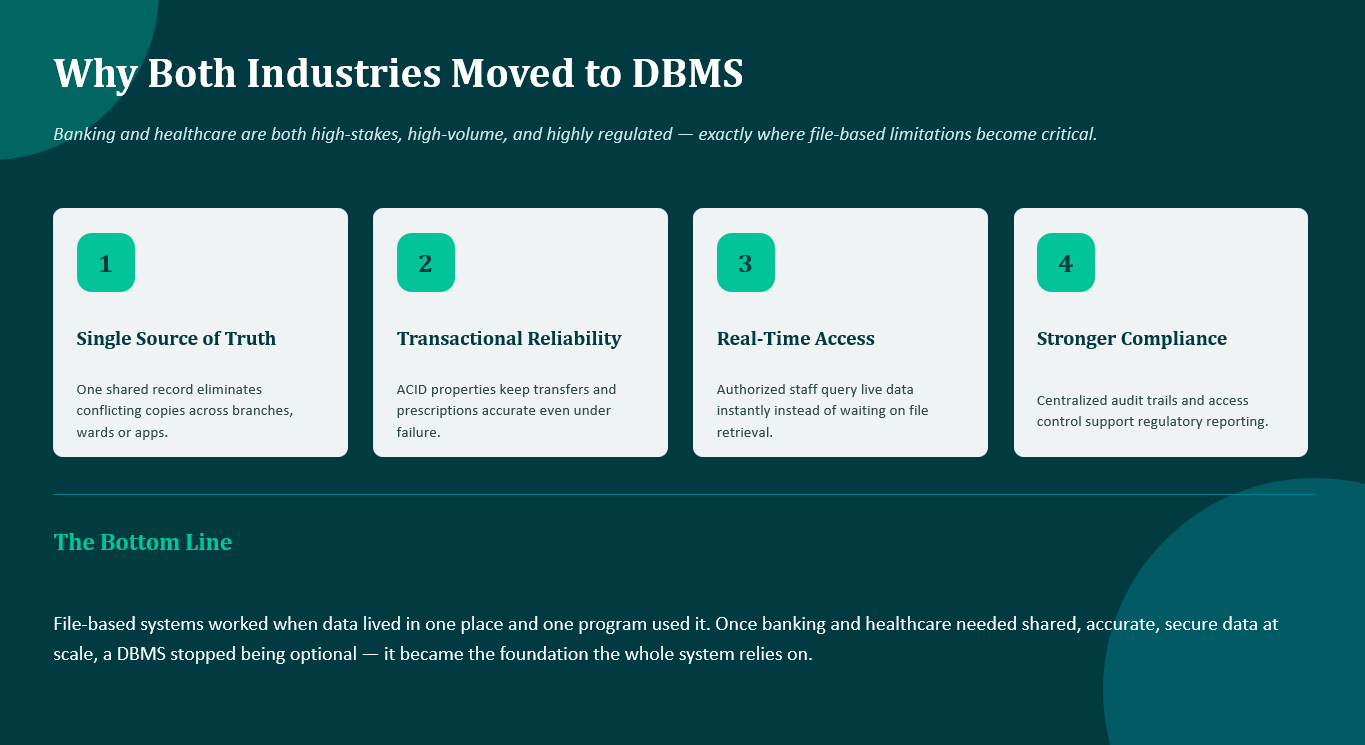 Why Both Industries Moved to DBMS
Banking and healthcare are both high-stakes, high-volume, and highly regulated — exactly where file-based limitations become critical.
1
Single Source of Truth
One shared record eliminates
conflicting copies across branches,
wards or apps.
2
Transactional Reliability
ACID properties keep transfers and
prescriptions accurate even under
failure.
3
Real-Time Access
Authorized staff query live data
instantly instead of waiting on file
retrieval.
4
Stronger Compliance
Centralized audit trails and access
control support regulatory reporting.
The Bottom Line
File-based systems worked when data lived in one place and one program used it. Once banking and healthcare needed shared, accurate, secure data at
scale, a DBMS stopped being optional — it became the foundation the whole system relies on.